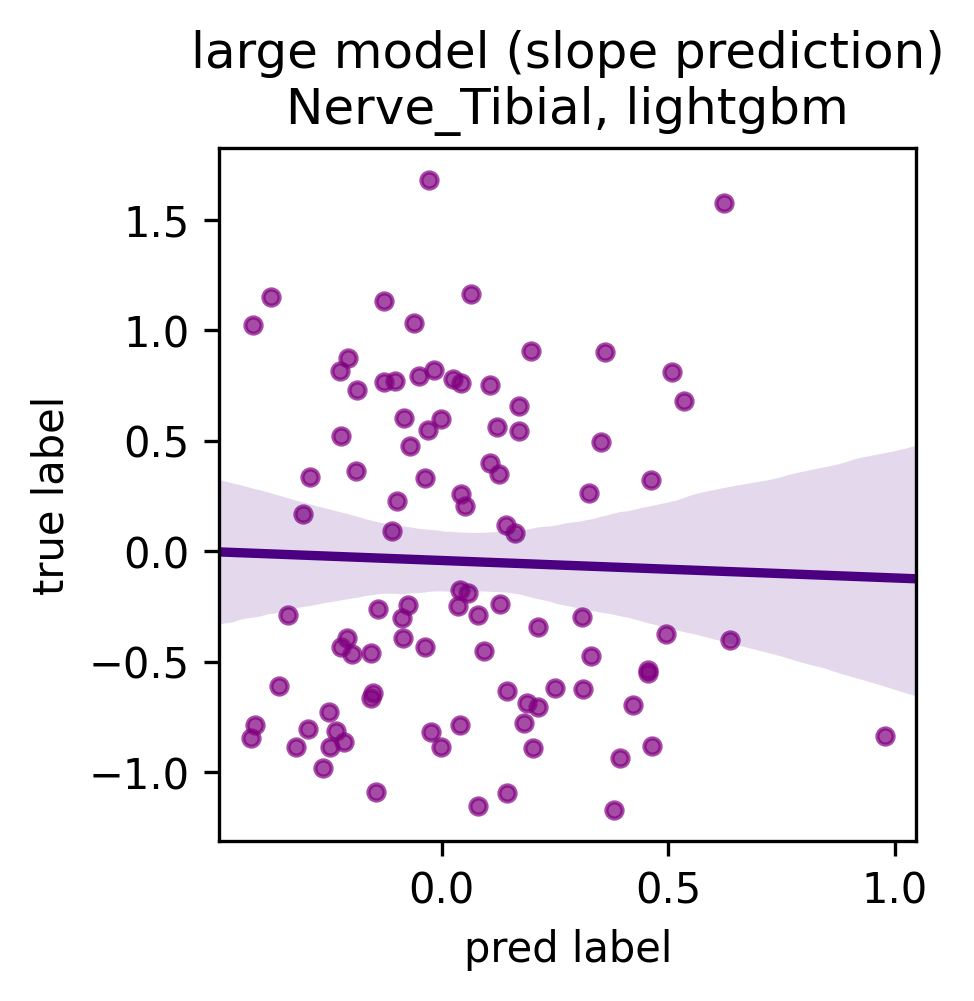 large model (slope prediction)
Nerve_Tibial, lightgbm
true label
1.5
1.0
0.5
0.0
−0.5
−1.0
0.0
0.5
1.0
pred label